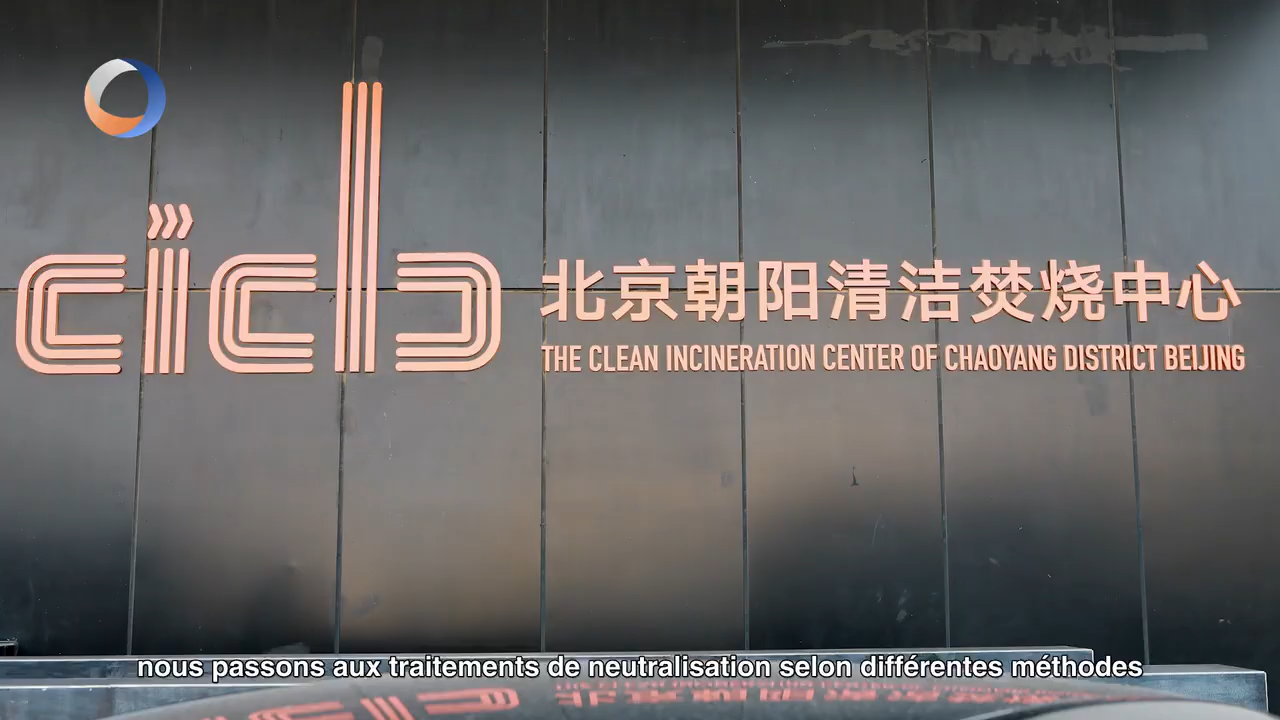 cicb
北京朝阳清洁焚烧中心
THE CLEAN INCINERATION CENTER OF CHAOYANG DISTRICT BEIJING
nous passons aux traitements de neutralisation selon différentes méthodes